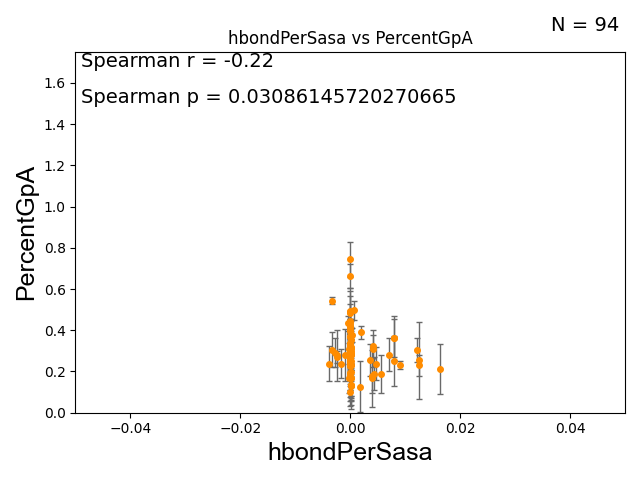 N = 94
hbondPerSasa vs PercentGpA
Spearman r = -0.22
Spearman p = 0.03086145720270665
PercentGpA
1.6
1.4
1.2
1.0
0.8
0.6
0.4
0.2
0.0
−0.04 −0.02 0.00 0.02 0.04
hbondPerSasa